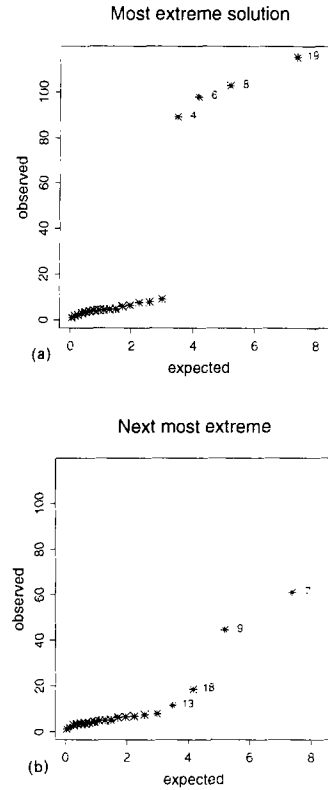 Most extreme solution
100
80
60
40
20
0
observed
19
8
6
4
0 2 4 6 8
(a)
expected
Next most extreme
100
80
60
40
20
0
observed
7
9
18
13
0 2 4 6 8
(b)
expected